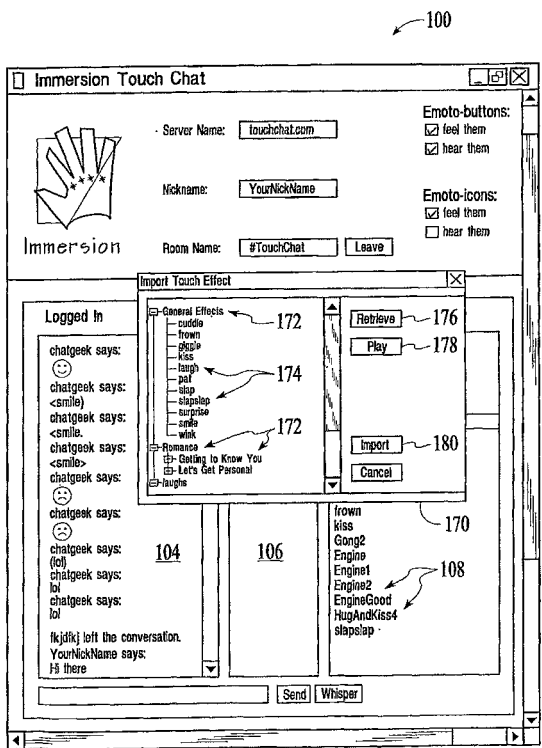 100
Immersion Touch Chat
Server Name: touchchat.com
Nickname: YourNickName
Room Name: #TouchChat Leave
Emoto-buttons:
feel them
hear them
Emoto-icons:
feel them
hear them
Immersion
Import Touch Effect
General Effects
cuddle
frown
giggle
kiss
laugh
pat
slap
slapslap
surprise
smile
wink
Romance
Getting to Know You
Let's Get Personal
laughs
172
174
172
Retrieve 176
Play 178
Import 180
Cancel
170
Logged In
chatgeek says:
chatgeek says:
<smile)
chatgeek says:
<smile.
chatgeek says:
<smile>
chatgeek says:
chatgeek says:
chatgeek says:
(lol)
chatgeek says:
lol
chatgeek says:
lol
fkjdfkj left the conversation.
YourNickName says:
Hi there
104
106
frown
kiss
Gong2
Engine
Engine1
Engine2
EngineGood
HugAndKiss4
slapslap
108
Send Whisper